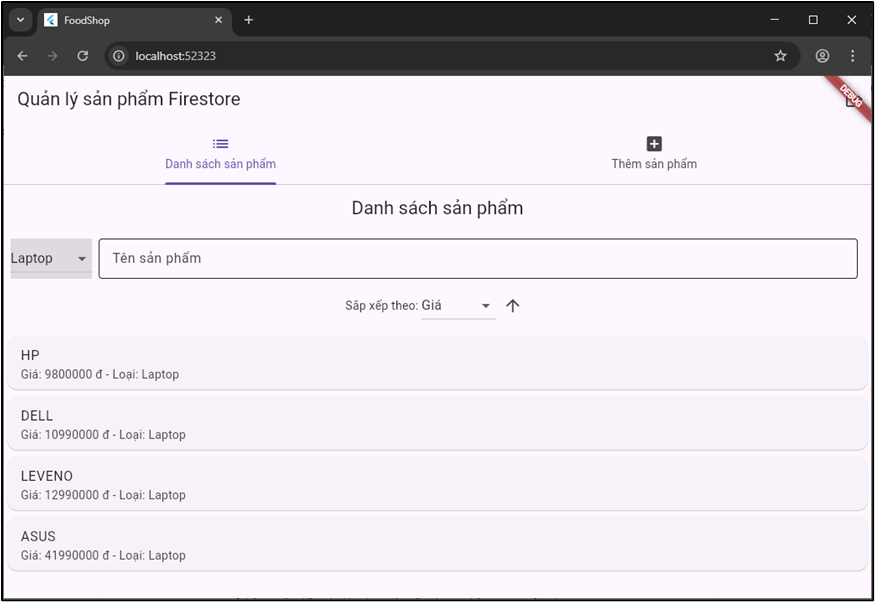 FoodShop
localhost:52323
Quản lý sản phẩm Firestore
DEBUG
Danh sách sản phẩm
Thêm sản phẩm
Danh sách sản phẩm
Laptop
Tên sản phẩm
Sắp xếp theo: Giá
HP
Giá: 9800000 đ - Loại: Laptop
DELL
Giá: 10990000 đ - Loại: Laptop
LEVENO
Giá: 12990000 đ - Loại: Laptop
ASUS
Giá: 41990000 đ - Loại: Laptop